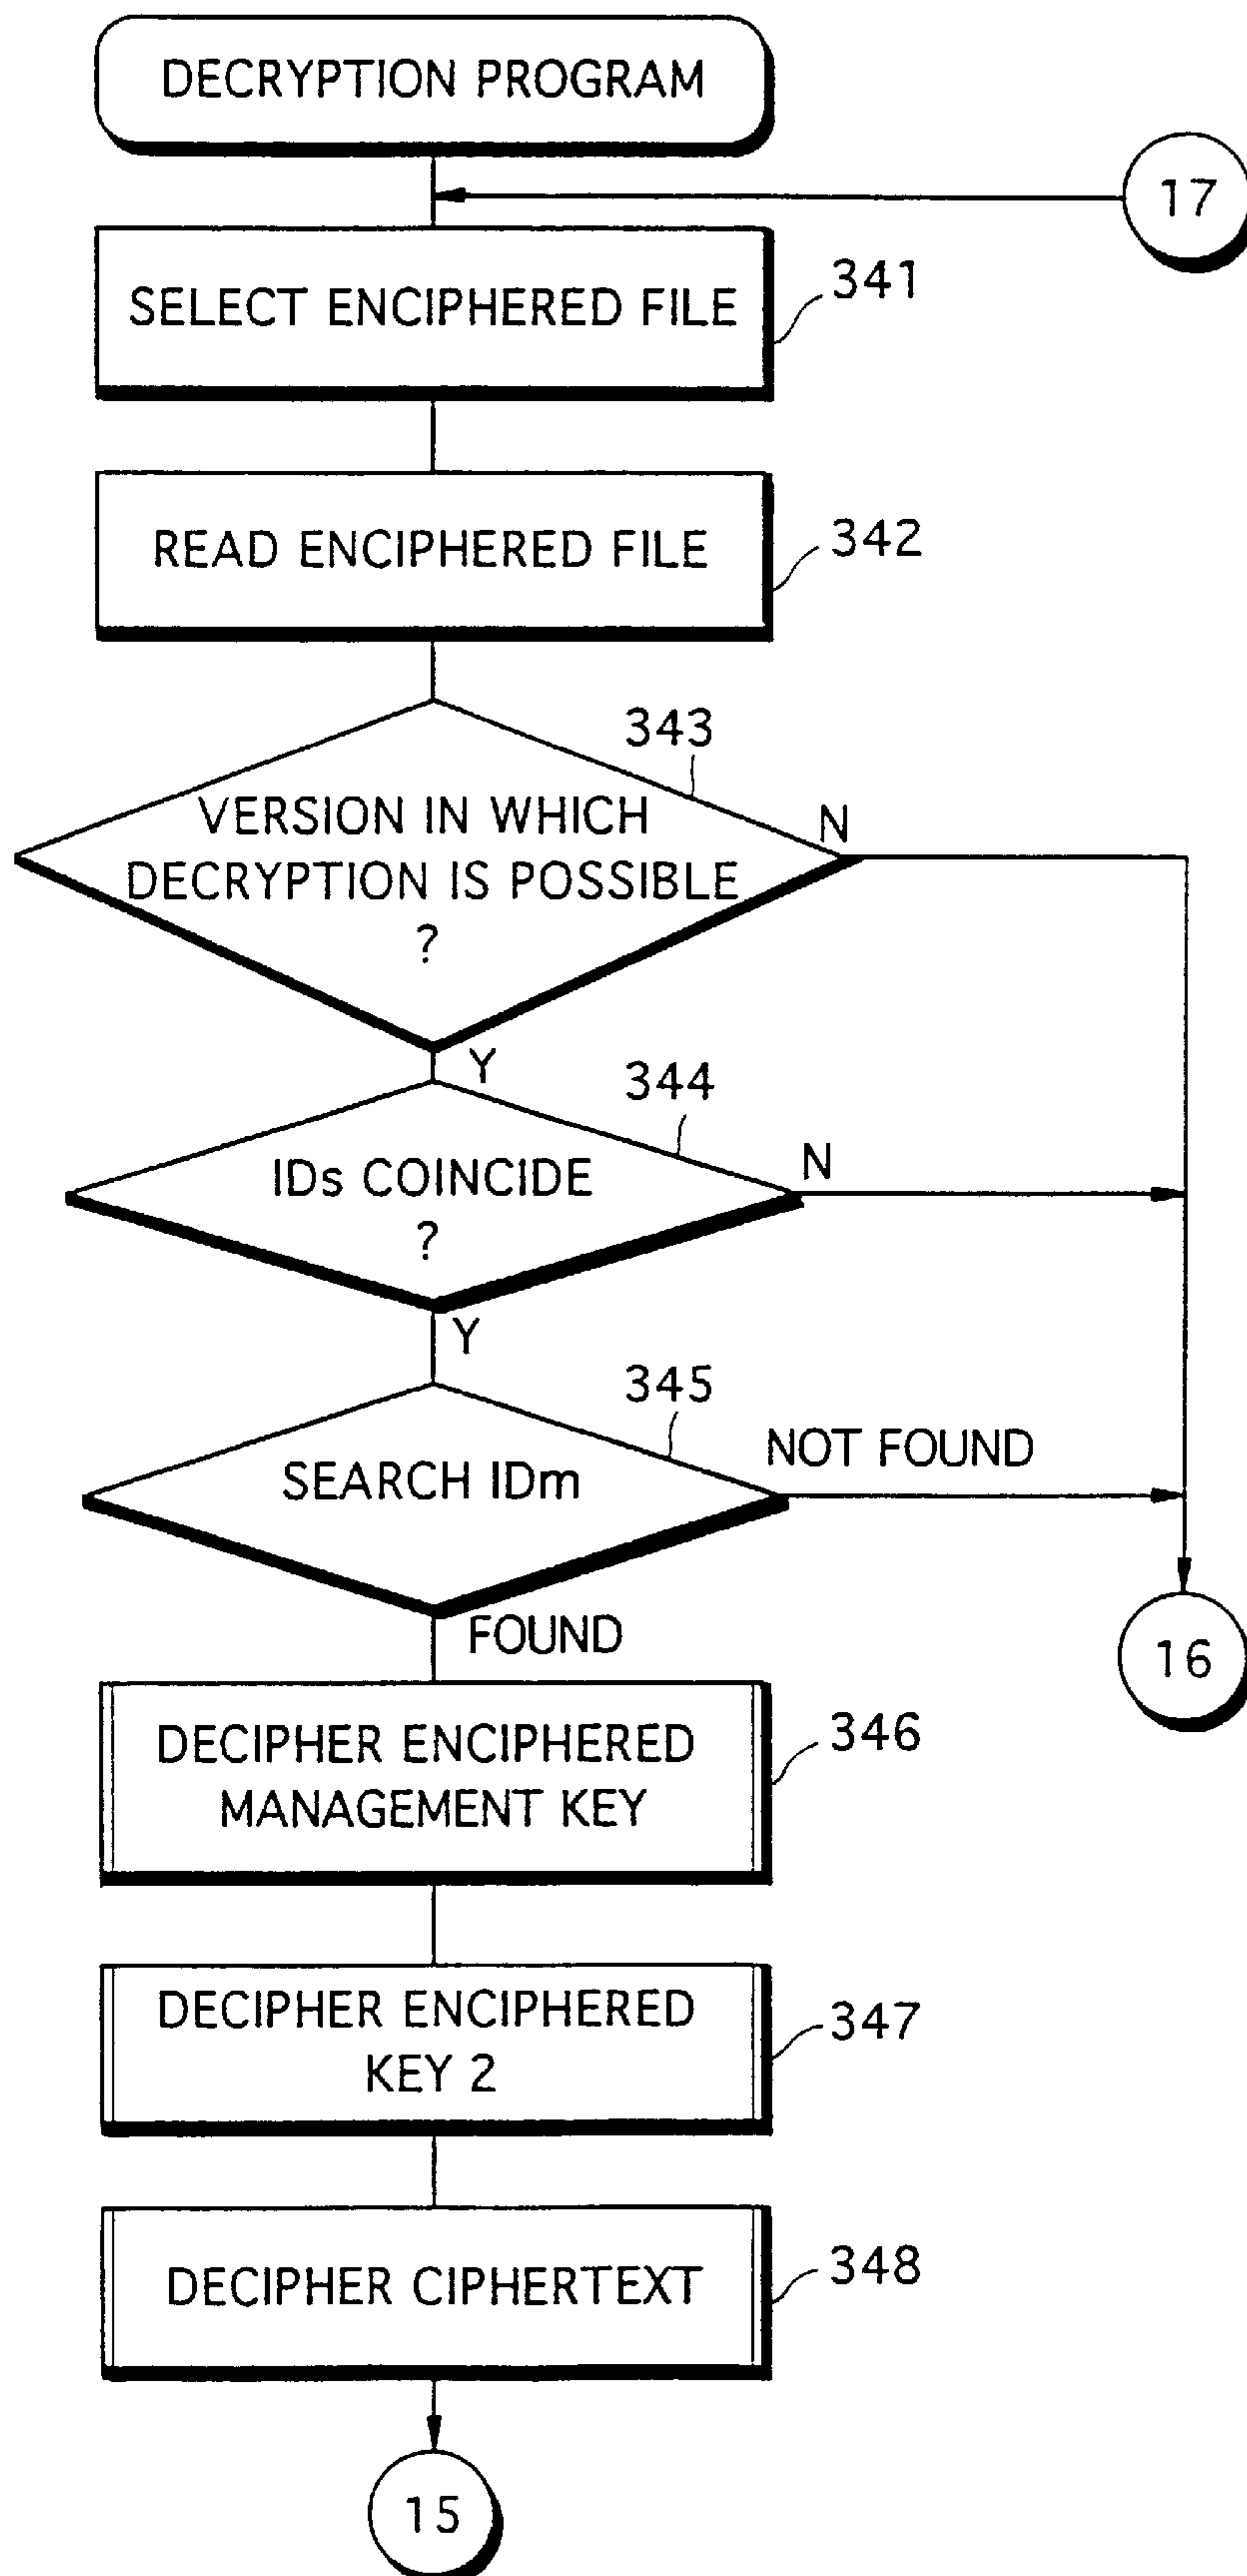 DECRYPTION PROGRAM
17
SELECT ENCIPHERED FILE
341
READ ENCIPHERED FILE
342
343
VERSION IN WHICH
DECRYPTION IS POSSIBLE
?
N
Y
344
IDs COINCIDE
?
N
Y
345
SEARCH IDm
NOT FOUND
FOUND
16
DECIPHER ENCIPHERED
MANAGEMENT KEY
346
DECIPHER ENCIPHERED
KEY 2
347
DECIPHER CIPHERTEXT
348
15